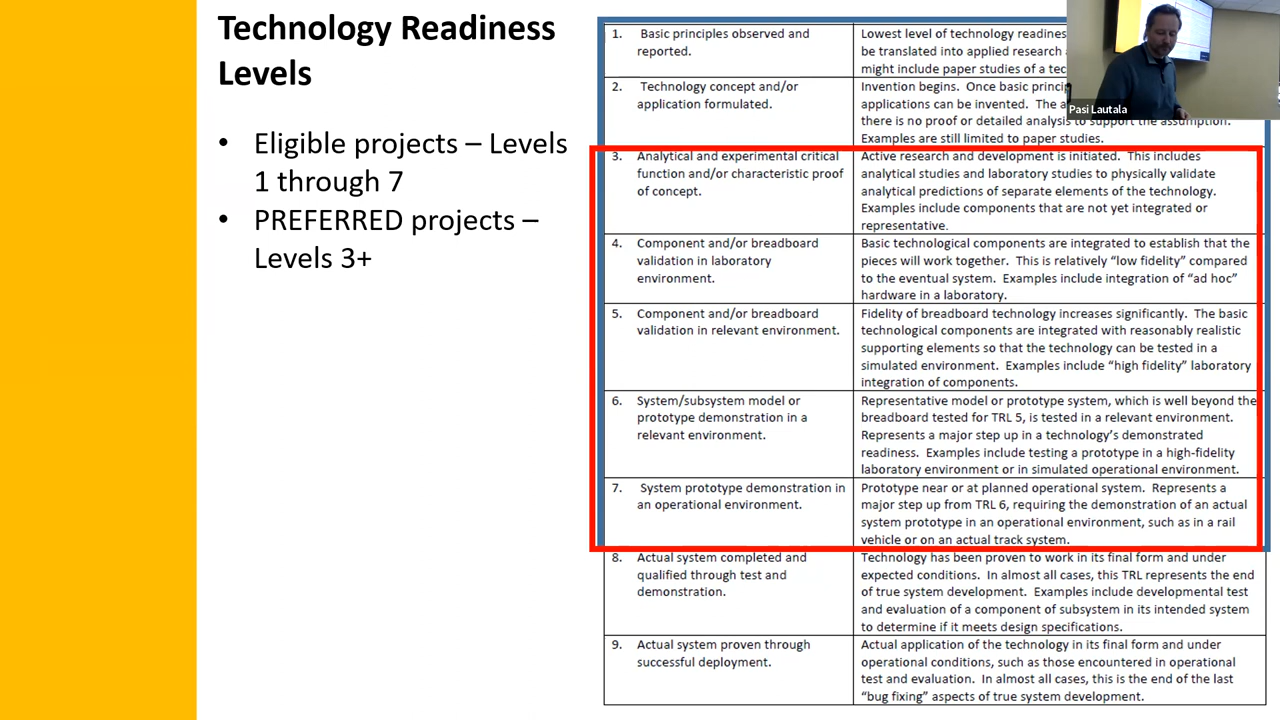 Technology Readiness
Levels
• Eligible projects – Levels
1 through 7
• PREFERRED projects –
Levels 3+
1. Basic principles observed and
reported.
Lowest level of technology readines
be translated into applied research
might include paper studies of a tec
2. Technology concept and/or
application formulated.
Invention begins. Once basic princip
applications can be invented. The a
there is no proof or detailed analysis to support the assumption.
Examples are still limited to paper studies.
3. Analytical and experimental critical
function and/or characteristic proof
of concept.
Active research and development is initiated. This includes
analytical studies and laboratory studies to physically validate
analytical predictions of separate elements of the technology.
Examples include components that are not yet integrated or
representative.
4. Component and/or breadboard
validation in laboratory
environment.
Basic technological components are integrated to establish that the
pieces will work together. This is relatively “low fidelity” compared
to the eventual system. Examples include integration of “ad hoc”
hardware in a laboratory.
5. Component and/or breadboard
validation in relevant environment.
Fidelity of breadboard technology increases significantly. The basic
technological components are integrated with reasonably realistic
supporting elements so that the technology can be tested in a
simulated environment. Examples include “high fidelity” laboratory
integration of components.
6. System/subsystem model or
prototype demonstration in a
relevant environment.
Representative model or prototype system, which is well beyond the
breadboard tested for TRL 5, is tested in a relevant environment.
Represents a major step up in a technology’s demonstrated
readiness. Examples include testing a prototype in a high-fidelity
laboratory environment or in simulated operational environment.
7. System prototype demonstration in
an operational environment.
Prototype near or at planned operational system. Represents a
major step up from TRL 6, requiring the demonstration of an actual
system prototype in an operational environment, such as in a rail
vehicle or on an actual track system.
8. Actual system completed and
qualified through test and
demonstration.
Technology has been proven to work in its final form and under
expected conditions. In almost all cases, this TRL represents the end
of true system development. Examples include developmental test
and evaluation of a component of subsystem in its intended system
to determine if it meets design specifications.
9. Actual system proven through
successful deployment.
Actual application of the technology in its final form and under
operational conditions, such as those encountered in operational
test and evaluation. In almost all cases, this is the end of the last
“bug fixing” aspects of true system development.
Pasi Lautala